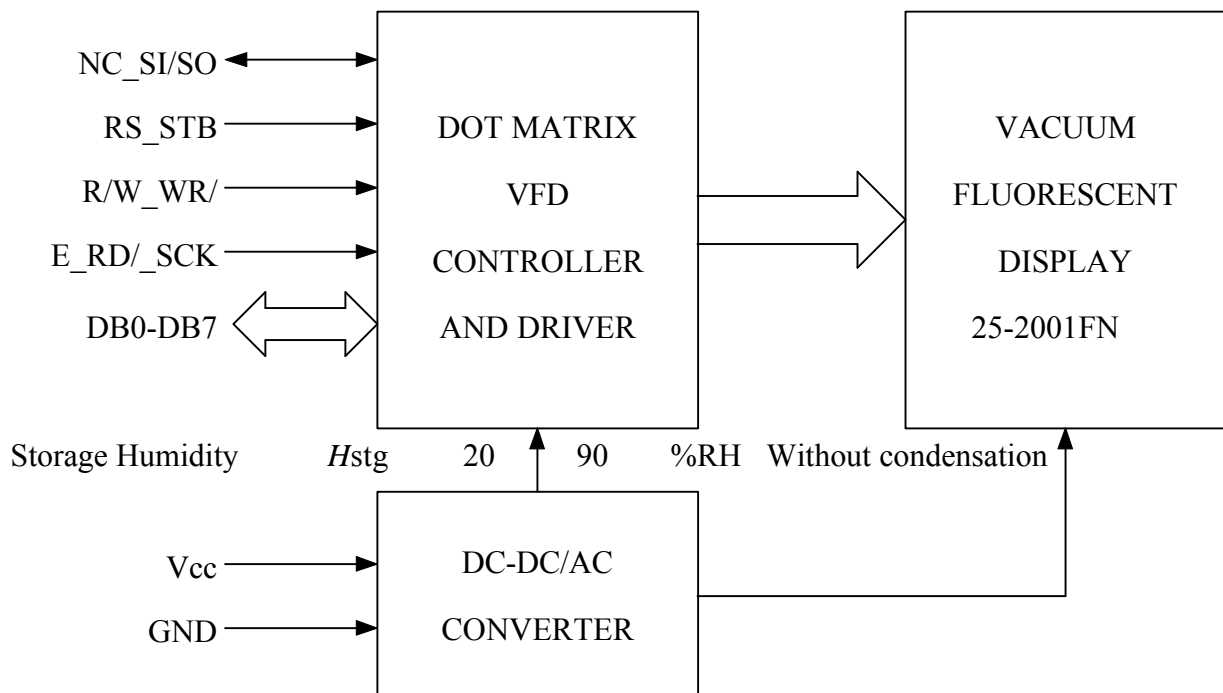 NC_SI/SO
RS_STB
R/W_WR/
E_RD/_SCK
DB0-DB7
DOT MATRIX
VFD
CONTROLLER
AND DRIVER
VACUUM
FLUORESCENT
DISPLAY
25-2001FN
Storage Humidity Hstg 20 90 %RH Without condensation
Vcc
GND
DC-DC/AC
CONVERTER